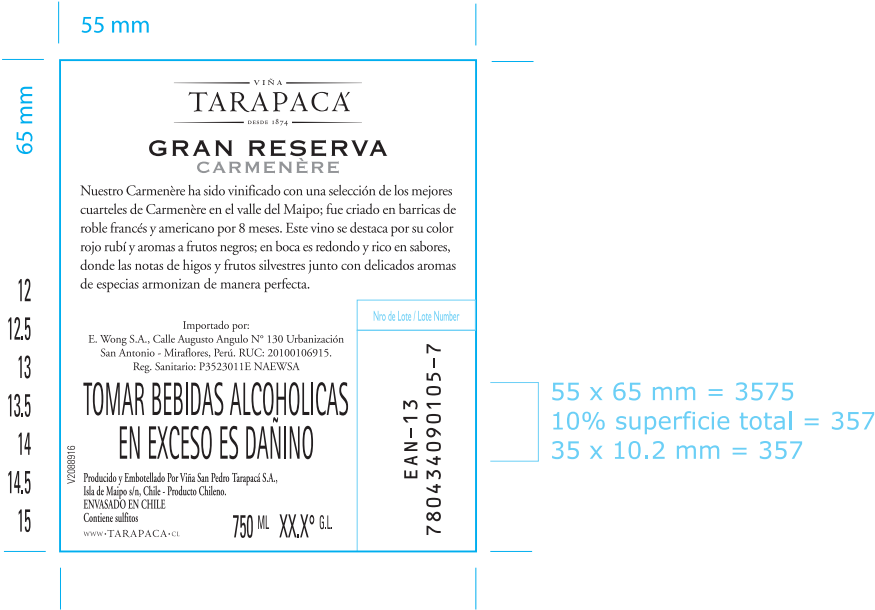 55 mm
65 mm
VIÑA
TARAPACÁ
DESDE 1874
GRAN RESERVA
CARMENÈRE
Nuestro Carmenère ha sido vinificado con una selección de los mejores
cuarteles de Carmenère en el valle del Maipo; fue criado en barricas de
roble francés y americano por 8 meses. Este vino se destaca por su color
rojo rubí y aromas a frutos negros; en boca es redondo y rico en sabores,
donde las notas de higos y frutos silvestres junto con delicados aromas
de especias armonizan de manera perfecta.
12
12.5
13
13.5
14
14.5
15
Importado por:
E. Wong S.A., Calle Augusto Angulo N° 130 Urbanización
San Antonio - Miraflores, Perú. RUC: 20100106915.
Reg. Sanitario: P3523011E NAEWSA
TOMAR BEBIDAS ALCOHOLICAS
EN EXCESO ES DAÑINO
V2088916
Producido y Embotellado Por Viña San Pedro Tarapacá S.A.,
Isla de Maipo s/n, Chile - Producto Chileno.
ENVASADO EN CHILE
Contiene sulfitos
WWW•TARAPACA•CL
750 ML XX.X° G.L.
Nro de Lote / Lote Number
EAN-13
780434090105-7
55 x 65 mm = 3575
10% superficie total = 357
35 x 10.2 mm = 357